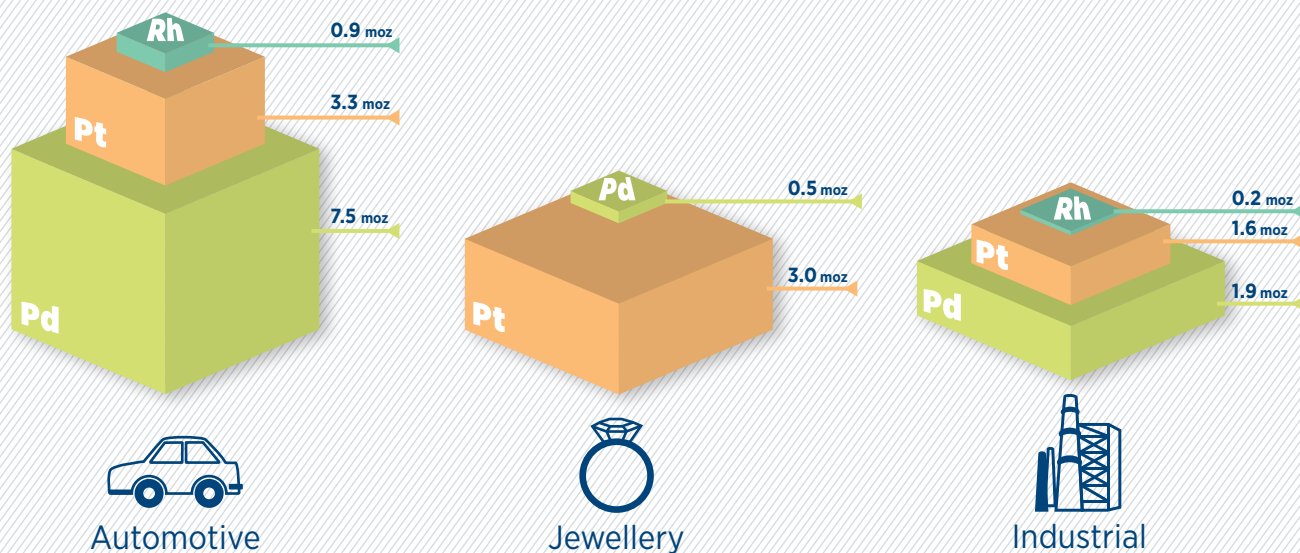 Rh
0.9 moz
Pt
3.3 moz
Pd
7.5 moz
Automotive
Pd
0.5 moz
Pt
3.0 moz
Jewellery
Rh
0.2 moz
Pt
1.6 moz
Pd
1.9 moz
Industrial